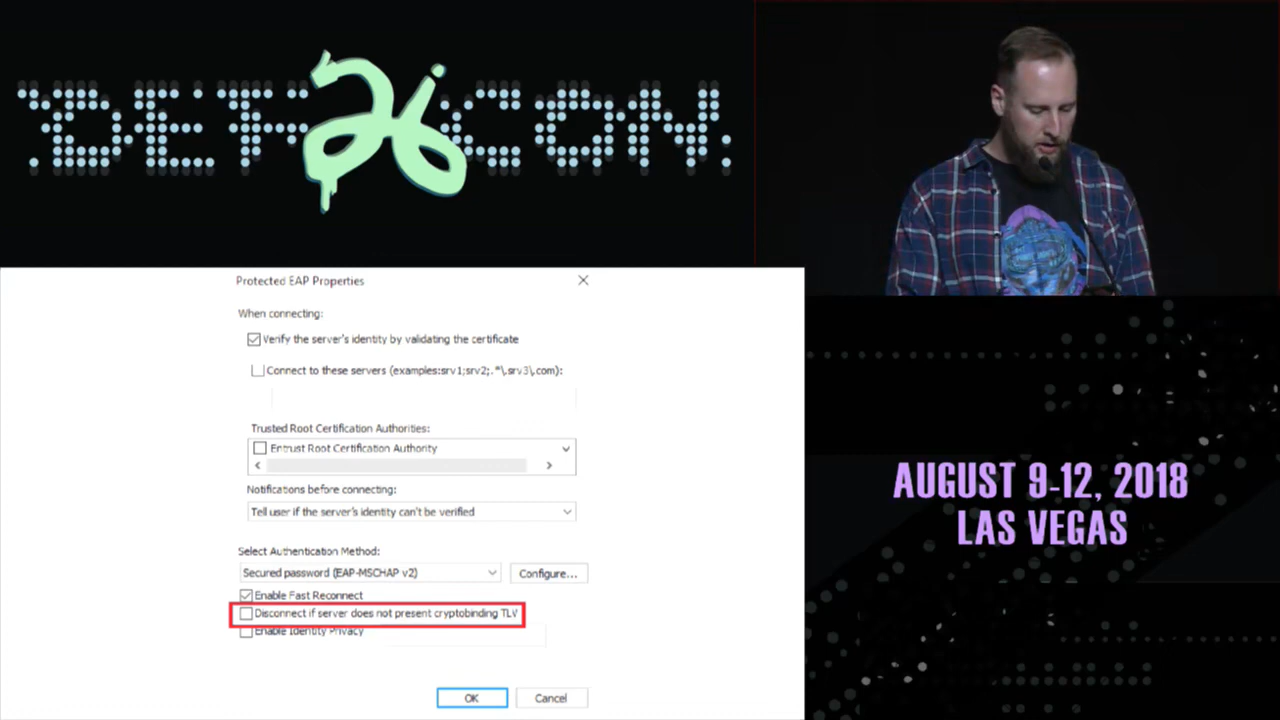 DEF 26 CON
Protected EAP Properties
When connecting:
Verify the server's identity by validating the certificate
Connect to these servers (examples:srv1;srv2;.*\.srv3\.com):
Trusted Root Certification Authorities:
Entrust Root Certification Authority
Notifications before connecting:
Tell user if the server's identity can't be verified
Select Authentication Method:
Secured password (EAP-MSCHAP v2)
Configure...
Enable Fast Reconnect
Disconnect if server does not present cryptobinding TLV
Enable Identity Privacy
OK
Cancel
AUGUST 9-12, 2018
LAS VEGAS